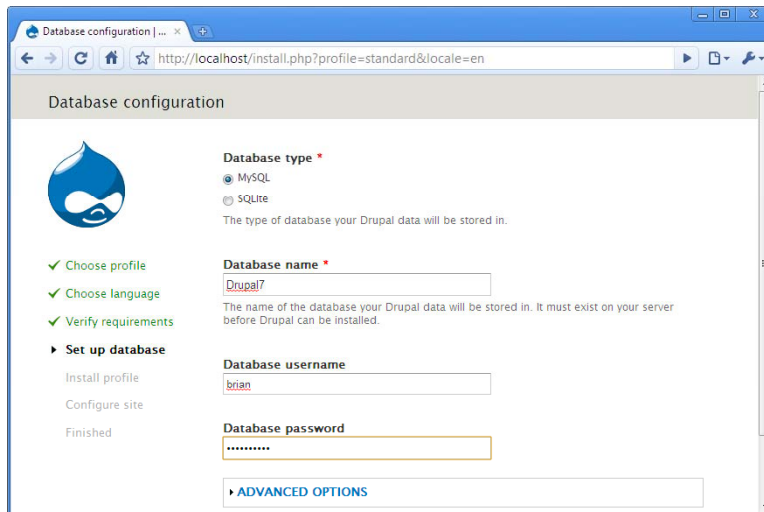 Database configuration | ...
http://localhost/install.php?profile=standard&locale=en
Database configuration
Database type *
MySQL
SQLite
The type of database your Drupal data will be stored in.
Choose profile
Choose language
Verify requirements
Set up database
Install profile
Configure site
Finished
Database name *
Drupal7
The name of the database your Drupal data will be stored in. It must exist on your server
before Drupal can be installed.
Database username
brian
Database password
••••••••••
ADVANCED OPTIONS